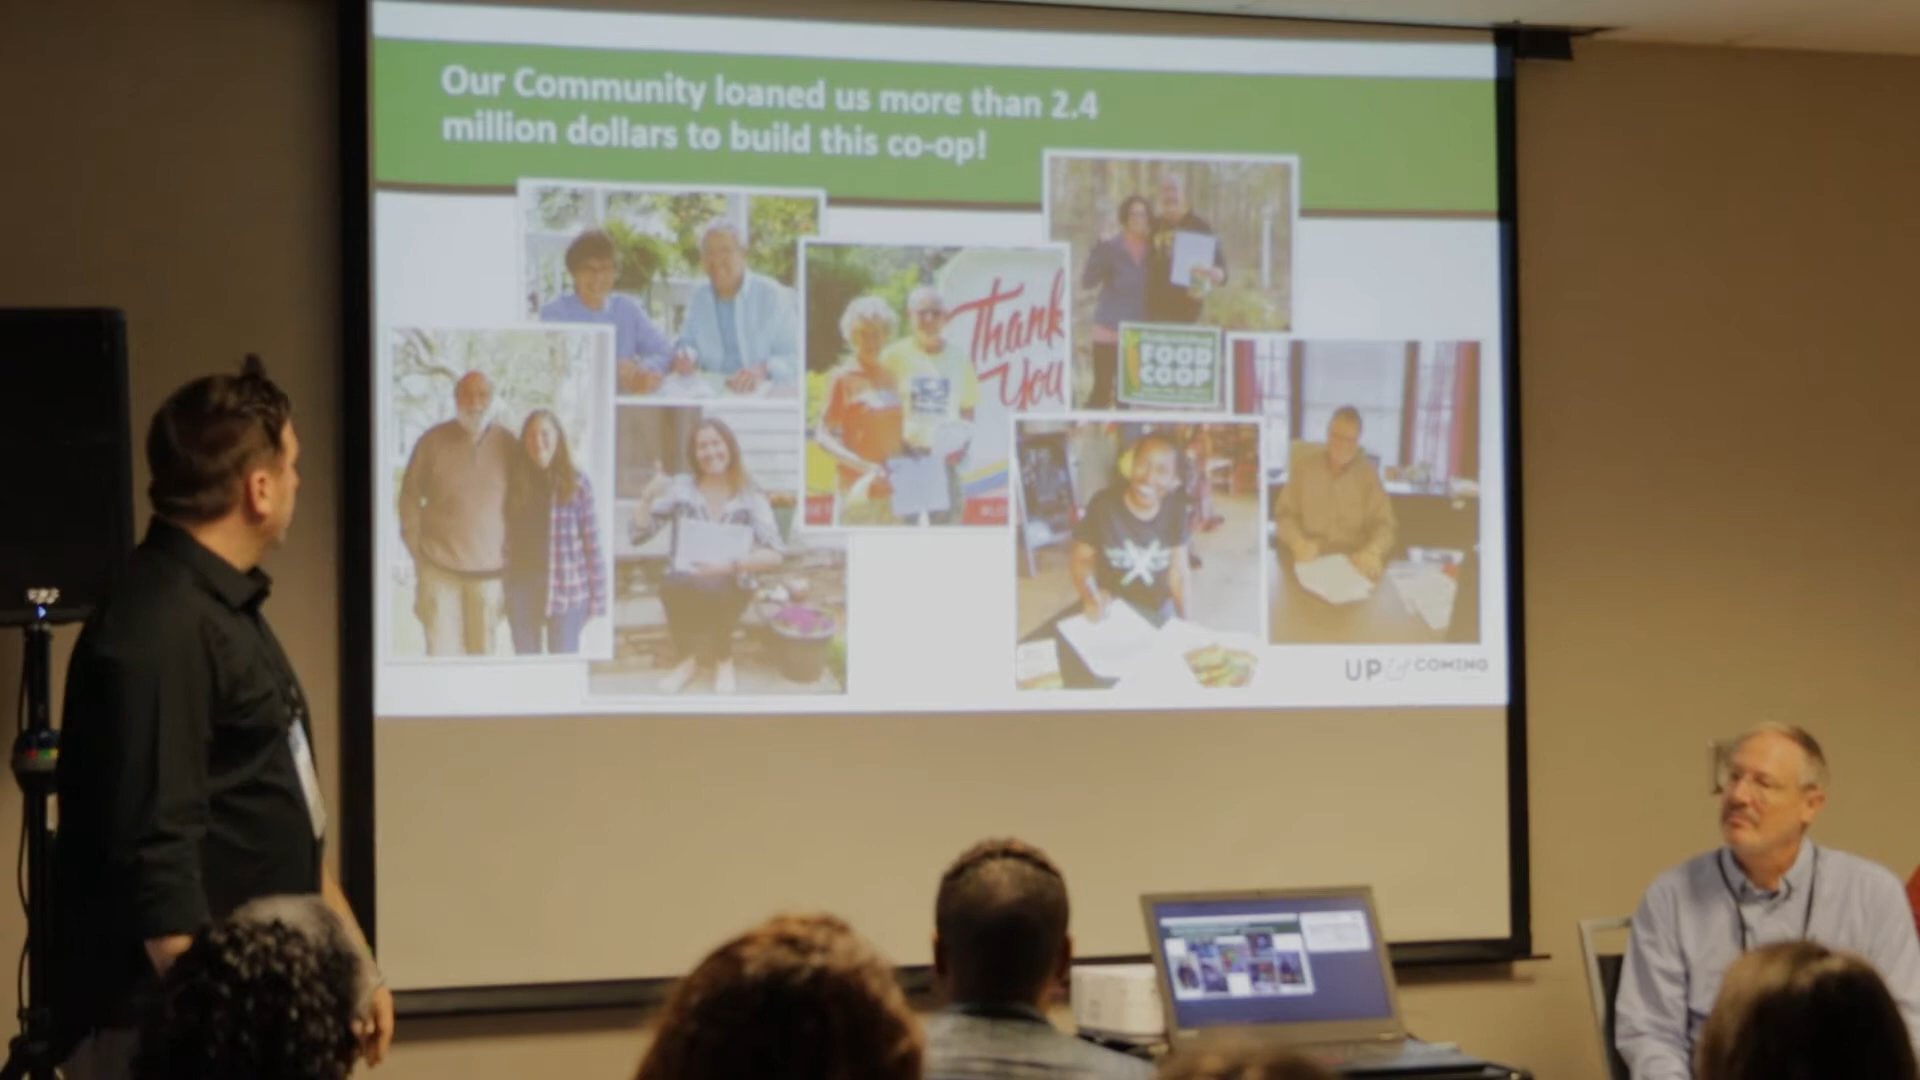 Our Community loaned us more than 2.4
million dollars to build this co-op!
Thank
You
FOOD
COOP
UP & COMING